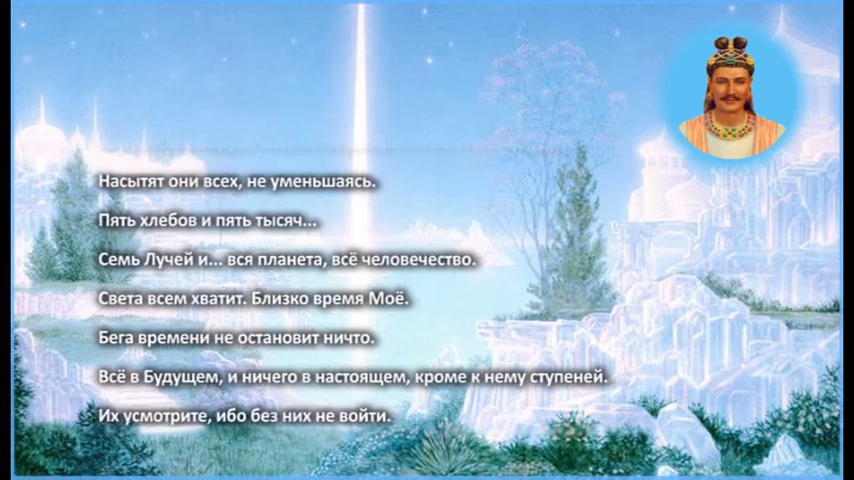 Насытят они всех, не уменьшаясь.
Пять хлебов и пять тысяч...
Семь Лучей и... вся планета, всё человечество.
Света всем хватит. Близко время Моё.
Бега времени не остановит ничто.
Всё в Будущем, и ничего в настоящем, кроме к нему ступеней.
Их усмотрите, ибо без них не войти.